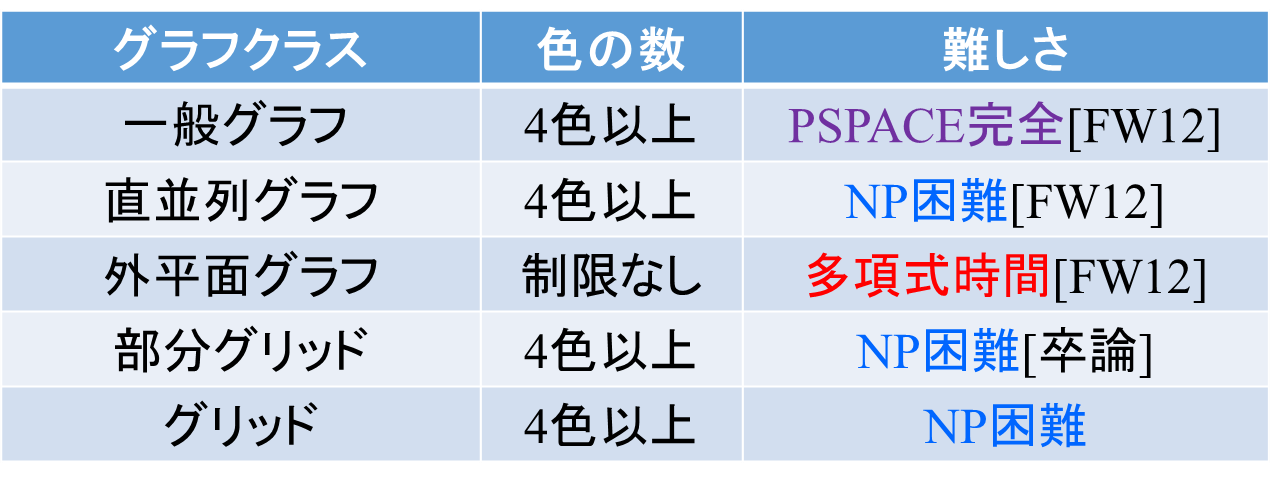 グラフクラス 色の数 難しさ
一般グラフ 4色以上 PSPACE完全[FW12]
直並列グラフ 4色以上 NP困難[FW12]
外平面グラフ 制限なし 多項式時間[FW12]
部分グリッド 4色以上 NP困難[卒論]
グリッド 4色以上 NP困難